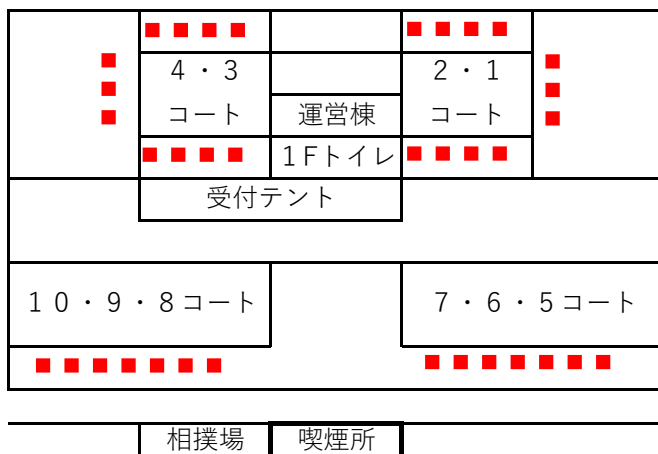 4・3
コート
2・1
コート
運営棟
1Fトイレ
受付テント
10・9・8コート
7・6・5コート
相撲場
喫煙所